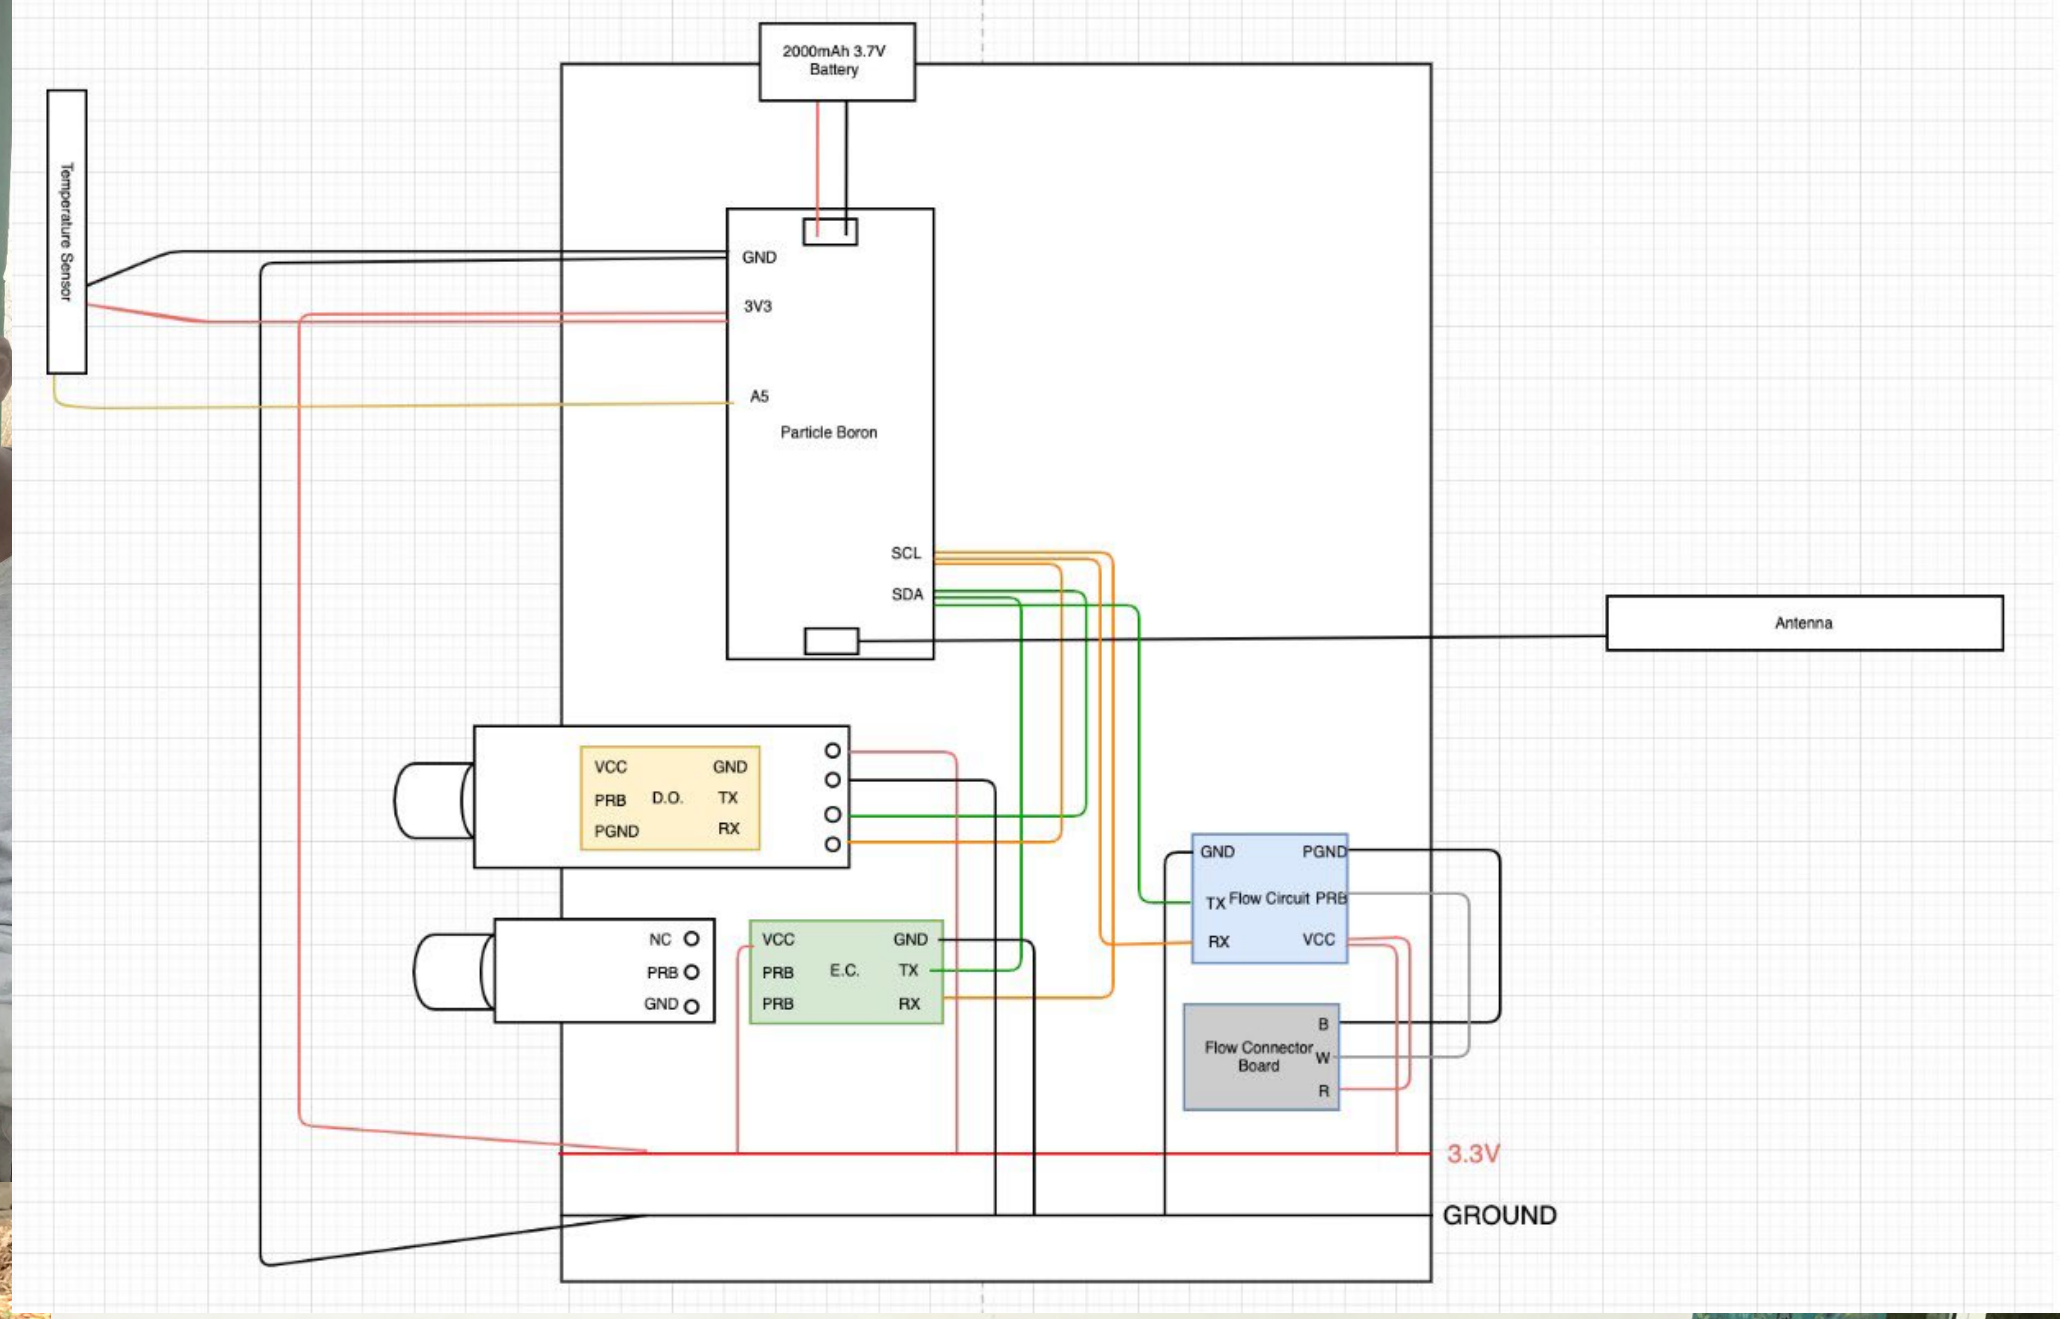 2000mAh 3.7V
Battery
Temperature Sensor
GND
3V3
A5
Particle Boron
SCL
SDA
Antenna
VCC GND
PRB D.O. TX
PGND RX
GND PGND
TX Flow Circuit PRB
RX VCC
NC
PRB
GND
VCC GND
PRB E.C. TX
PRB RX
B
Flow Connector W
Board
R
3.3V
GROUND